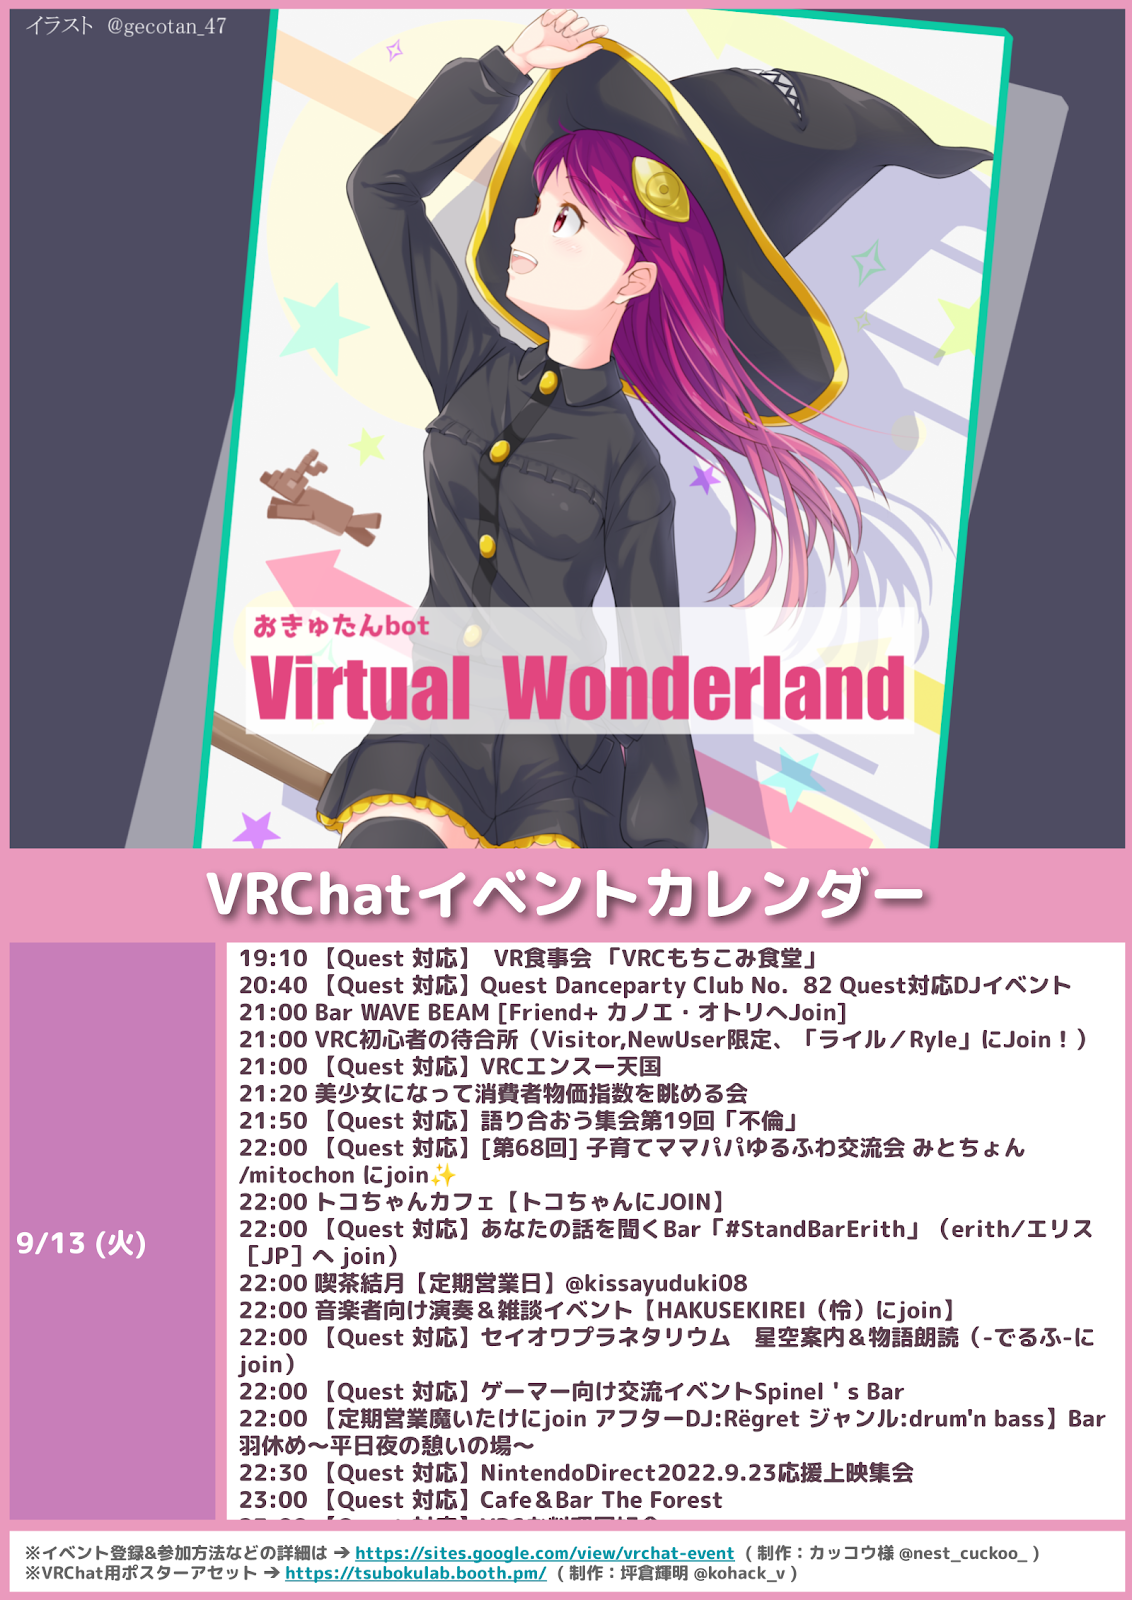 イラスト @gecotan_47
おきゅたんbot
Virtual Wonderland
VRChatイベントカレンダー
9/13 (火)
19:10 【Quest 対応】 VR食事会 「VRCもちこみ食堂」
20:40 【Quest 対応】Quest Danceparty Club No. 82 Quest対応DJイベント
21:00 Bar WAVE BEAM [Friend+ カノエ・オトリへJoin]
21:00 VRC初心者の待合所（Visitor,NewUser限定、「ライル／Ryle」にJoin！）
21:00 【Quest 対応】VRCエンスー天国
21:20 美少女になって消費者物価指数を眺める会
21:50 【Quest 対応】語り合おう集会第19回「不倫」
22:00 【Quest 対応】[第68回] 子育てママパパゆるふわ交流会 みとちょん
/mitochon にjoin✨
22:00 トコちゃんカフェ【トコちゃんにJOIN】
22:00 【Quest 対応】あなたの話を聞くBar「#StandBarErith」（erith/エリス
［JP］へ join）
22:00 喫茶結月【定期営業日】@kissayuduki08
22:00 音楽者向け演奏＆雑談イベント【HAKUSEKIREI（怜）にjoin】
22:00 【Quest 対応】セイオワプラネタリウム　星空案内＆物語朗読（-でるふ-に
join）
22:00 【Quest 対応】ゲーマー向け交流イベントSpinel ' s Bar
22:00 【定期営業魔いたけにjoin アフターDJ:Rëgret ジャンル:drum'n bass】Bar
羽休め～平日夜の憩いの場～
22:30 【Quest 対応】NintendoDirect2022.9.23応援上映集会
23:00 【Quest 対応】Cafe＆Bar The Forest
※イベント登録&参加方法などの詳細は ➔ https://sites.google.com/view/vrchat-event （ 制作：カッコウ様 @nest_cuckoo_ ）
※VRChat用ポスターアセット ➔ https://tsubokulab.booth.pm/ （ 制作：坪倉輝明 @kohack_v ）